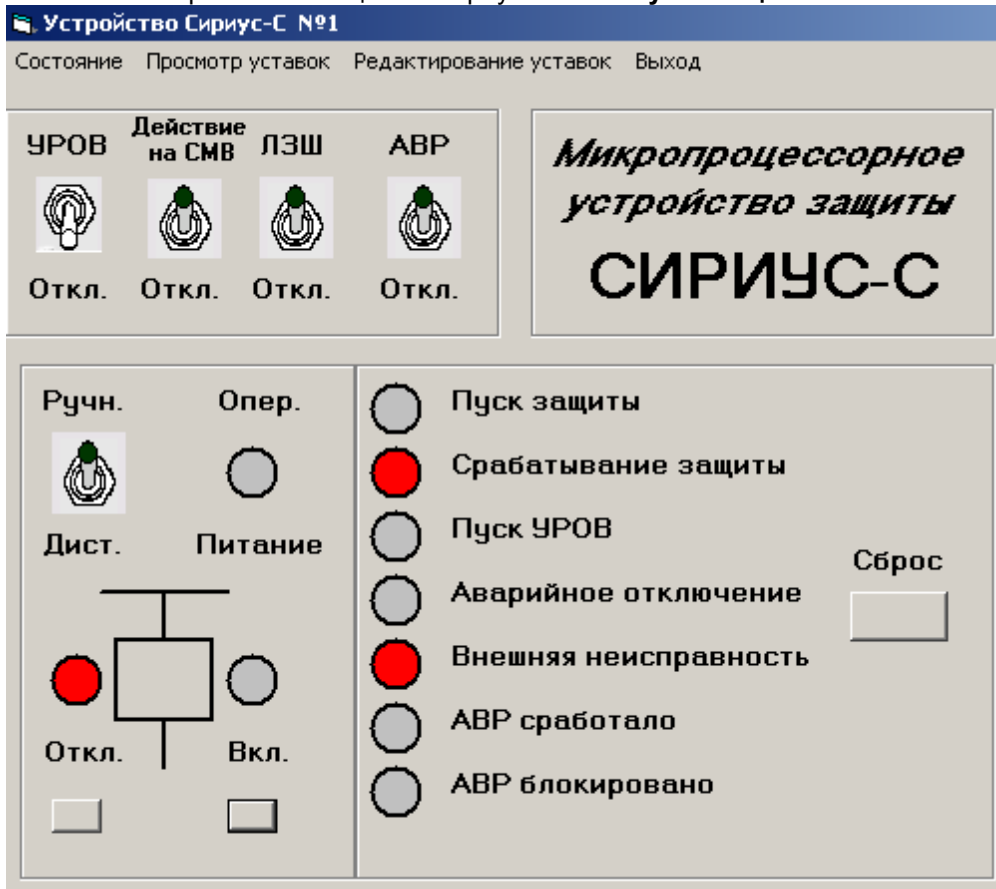 Устройство Сириус-С №1
Состояние Просмотр уставок Редактирование уставок Выход
УРОВ
Действие
на СМВ
ЛЗШ
АВР
Откл. Откл. Откл. Откл.
Микропроцессорное
устройство защиты
СИРИУС-С
Ручн. Опер.
Дист. Питание
Откл. Вкл.
Пуск защиты
Срабатывание защиты
Пуск УРОВ
Аварийное отключение
Внешняя неисправность
АВР сработало
АВР блокировано
Сброс